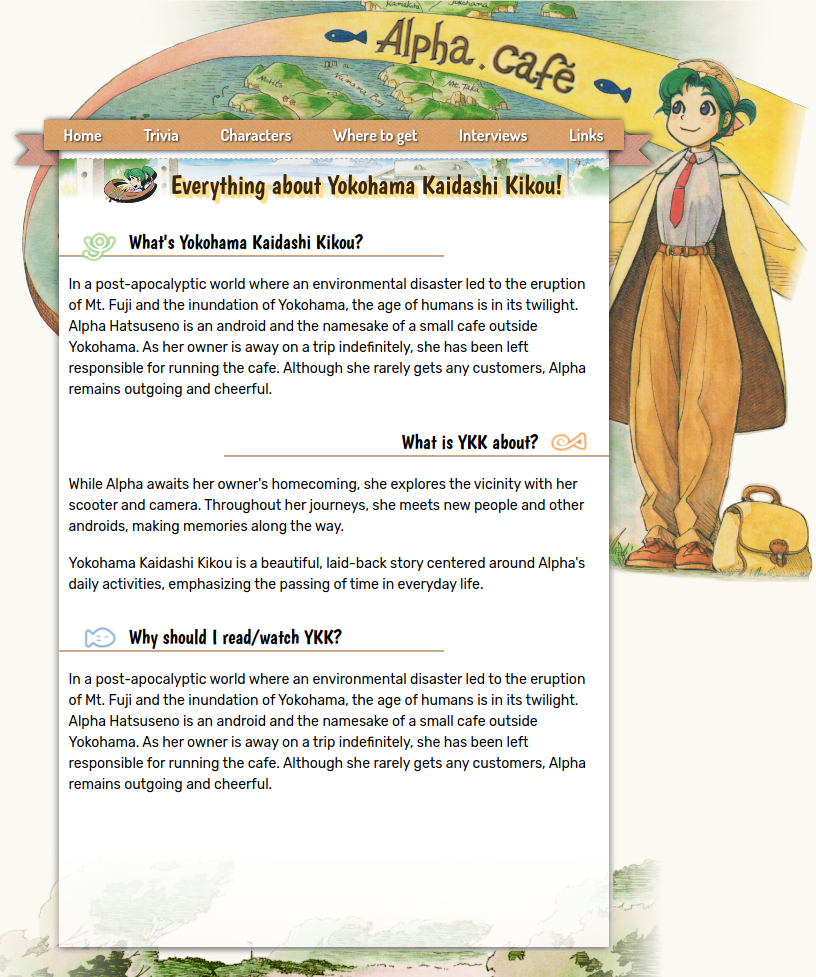 Kamekura
Yokohama
Alpha.café
Mt. Taka
Home Trivia Characters Where to get Interviews Links
Everything about Yokohama Kaidashi Kikou!
What's Yokohama Kaidashi Kikou?
In a post-apocalyptic world where an environmental disaster led to the eruption
of Mt. Fuji and the inundation of Yokohama, the age of humans is in its twilight.
Alpha Hatsuseno is an android and the namesake of a small cafe outside
Yokohama. As her owner is away on a trip indefinitely, she has been left
responsible for running the cafe. Although she rarely gets any customers, Alpha
remains outgoing and cheerful.
What is YKK about?
While Alpha awaits her owner's homecoming, she explores the vicinity with her
scooter and camera. Throughout her journeys, she meets new people and other
androids, making memories along the way.
Yokohama Kaidashi Kikou is a beautiful, laid-back story centered around Alpha's
daily activities, emphasizing the passing of time in everyday life.
Why should I read/watch YKK?
In a post-apocalyptic world where an environmental disaster led to the eruption
of Mt. Fuji and the inundation of Yokohama, the age of humans is in its twilight.
Alpha Hatsuseno is an android and the namesake of a small cafe outside
Yokohama. As her owner is away on a trip indefinitely, she has been left
responsible for running the cafe. Although she rarely gets any customers, Alpha
remains outgoing and cheerful.